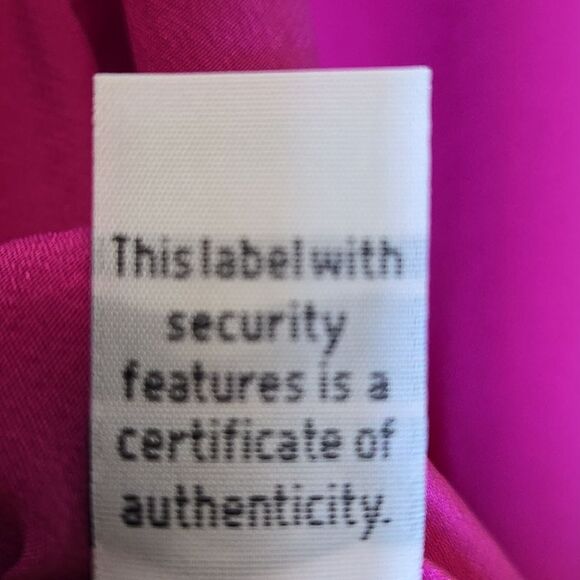 This label with
security
features is a
certificate of
authenticity.